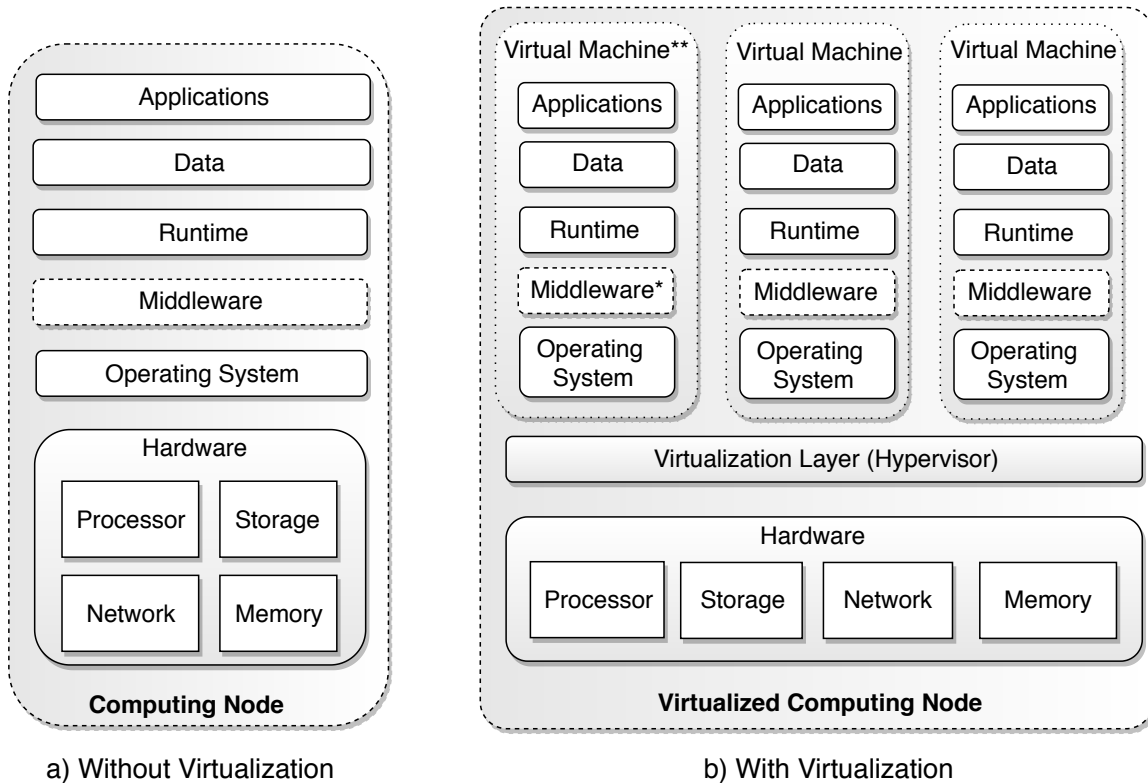 Applications
Data
Runtime
Middleware
Operating System
Hardware
Processor
Storage
Network
Memory
Computing Node
a) Without Virtualization
Virtual Machine**
Applications
Data
Runtime
Middleware*
Operating
System
Virtual Machine
Applications
Data
Runtime
Middleware
Operating
System
Virtual Machine
Applications
Data
Runtime
Middleware
Operating
System
Virtualization Layer (Hypervisor)
Hardware
Processor
Storage
Network
Memory
Virtualized Computing Node
b) With Virtualization